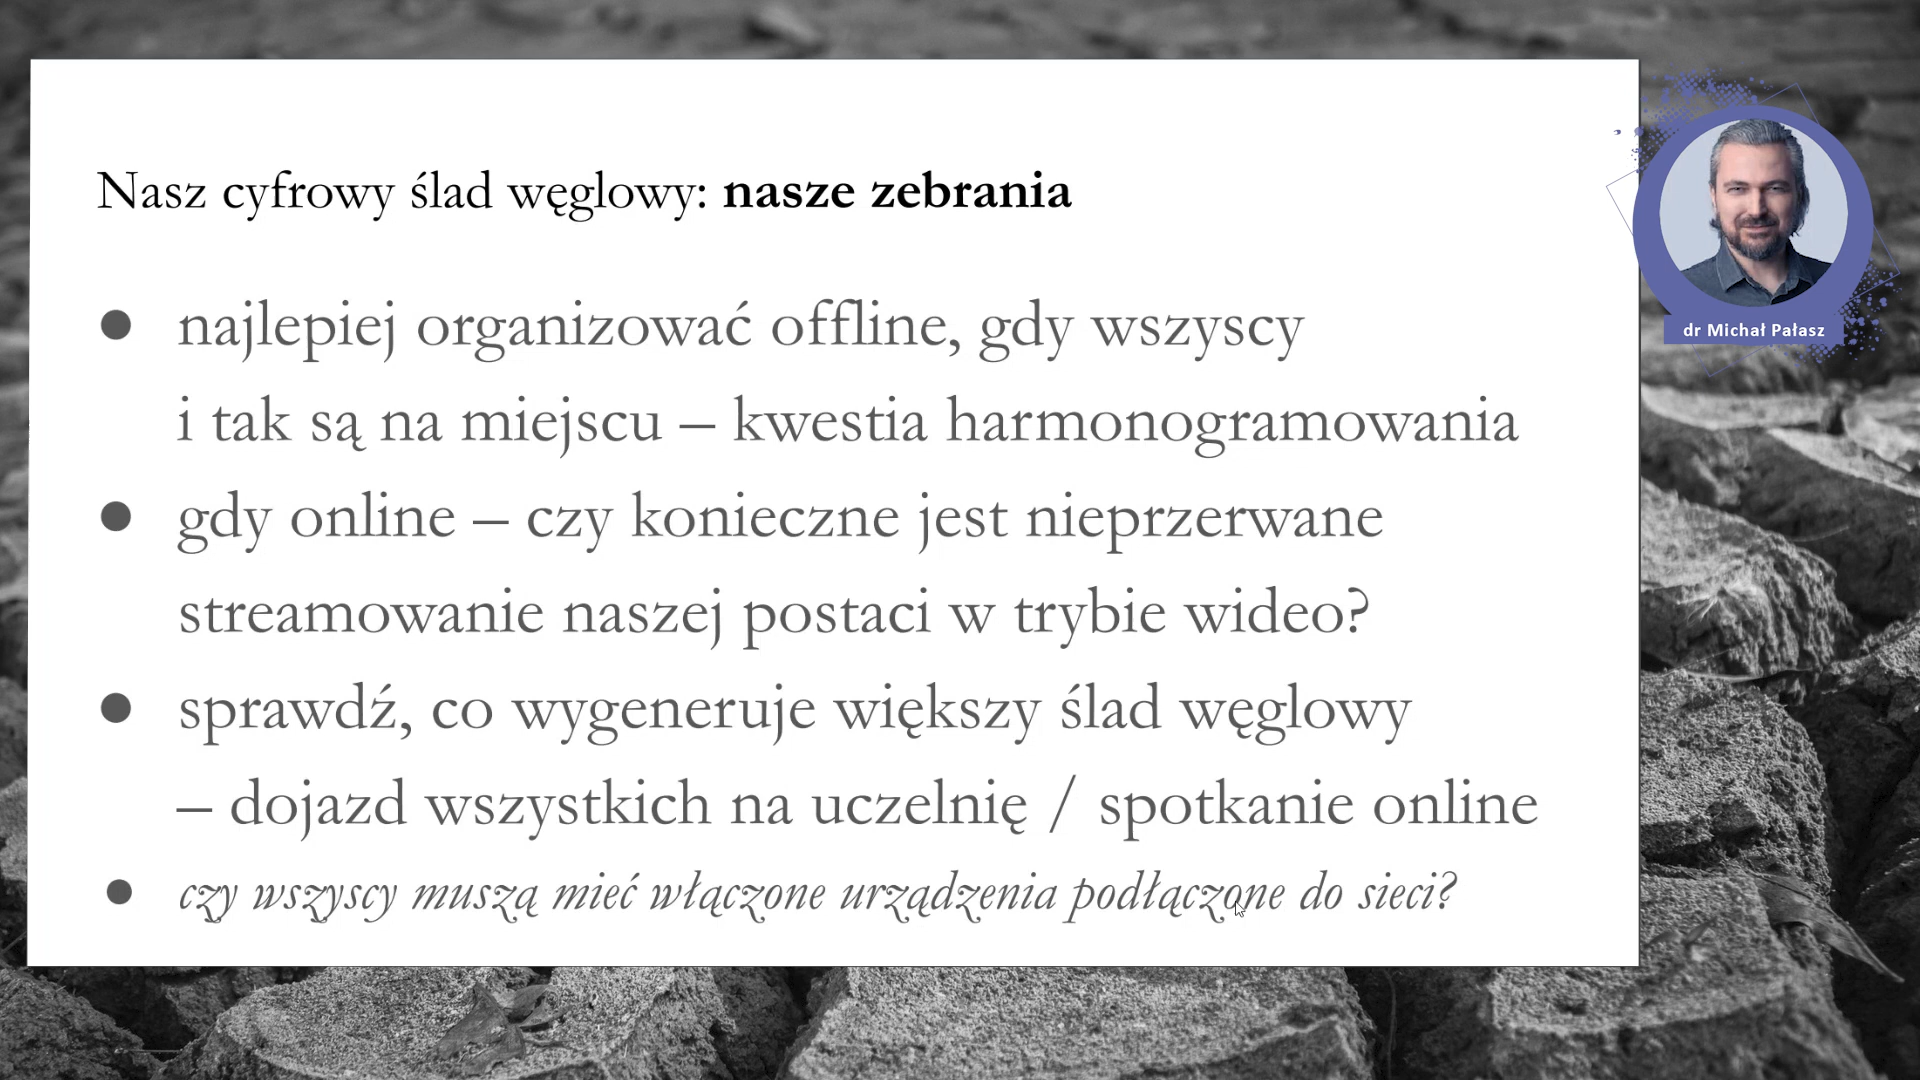 Nasz cyfrowy ślad węglowy: nasze zebrania
● najlepiej organizować offline, gdy wszyscy
i tak są na miejscu – kwestia harmonogramowania
● gdy online – czy konieczne jest nieprzerwane
streamowanie naszej postaci w trybie wideo?
● sprawdź, co wygeneruje większy ślad węglowy
– dojazd wszystkich na uczelnię / spotkanie online
● czy wszyscy muszą mieć włączone urządzenia podłączone do sieci?
dr Michał Pałasz